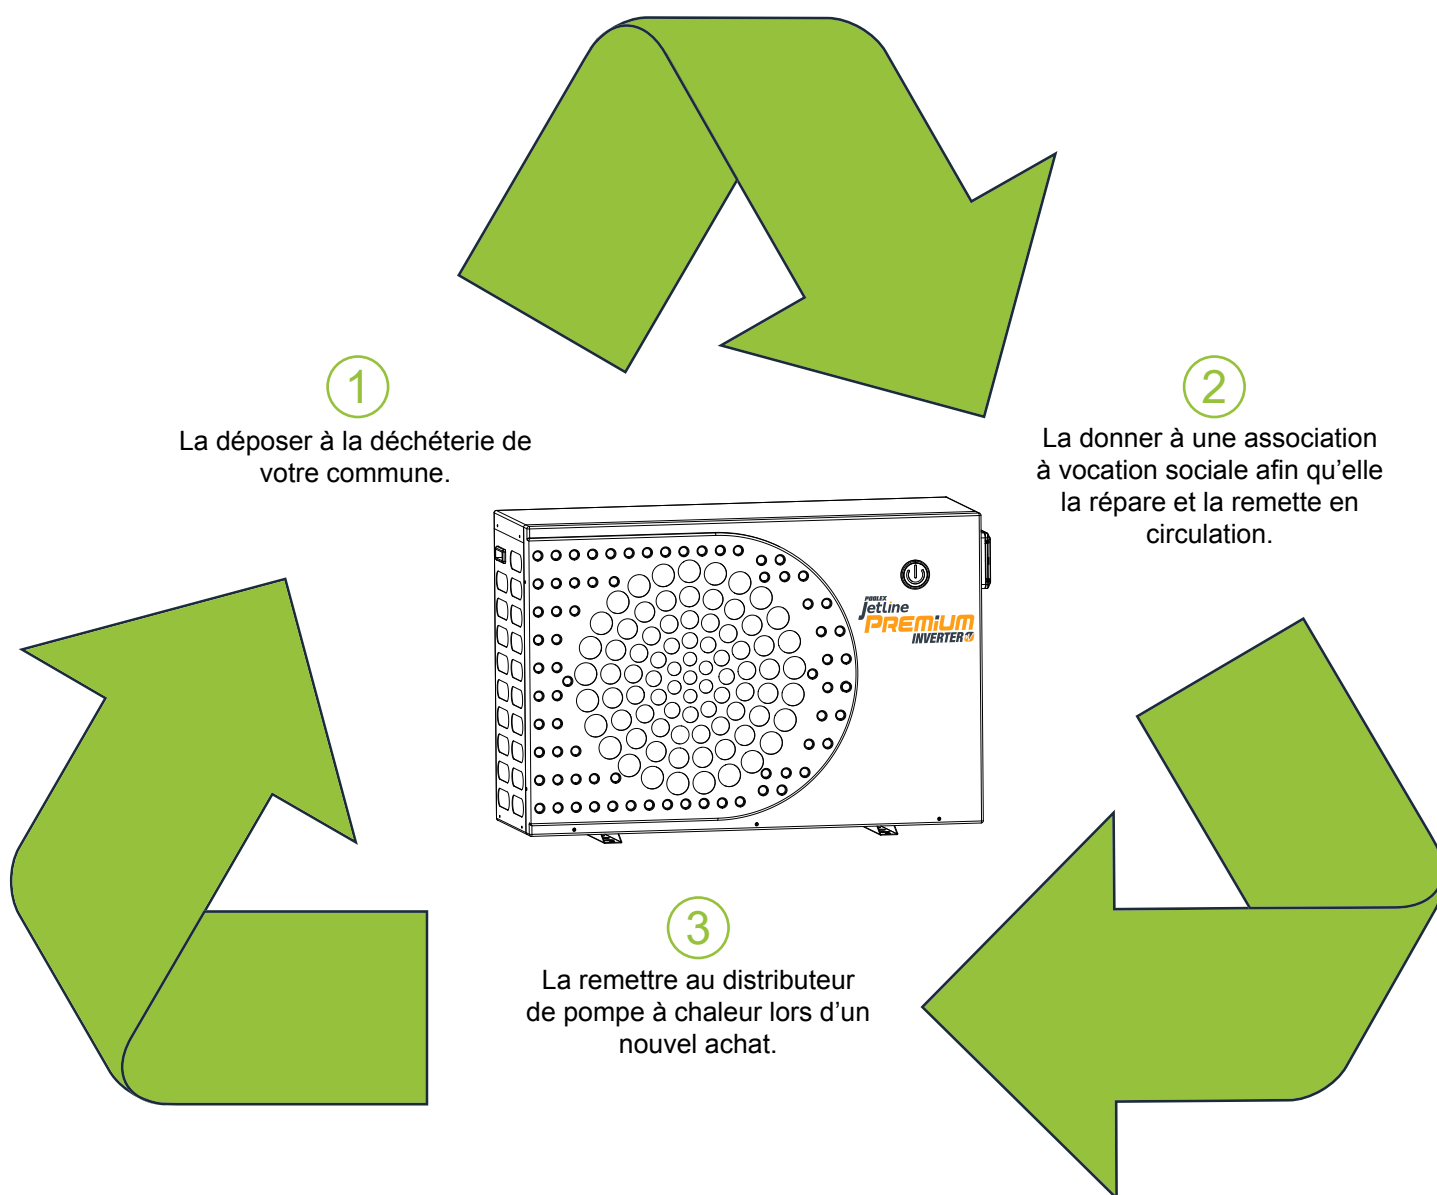 1
La déposer à la déchéterie de
votre commune.
2
La donner à une association
à vocation sociale afin qu’elle
la répare et la remette en
circulation.
POOLEX
jetline
PREMiUM
INVERTER
3
La remettre au distributeur
de pompe à chaleur lors d’un
nouvel achat.